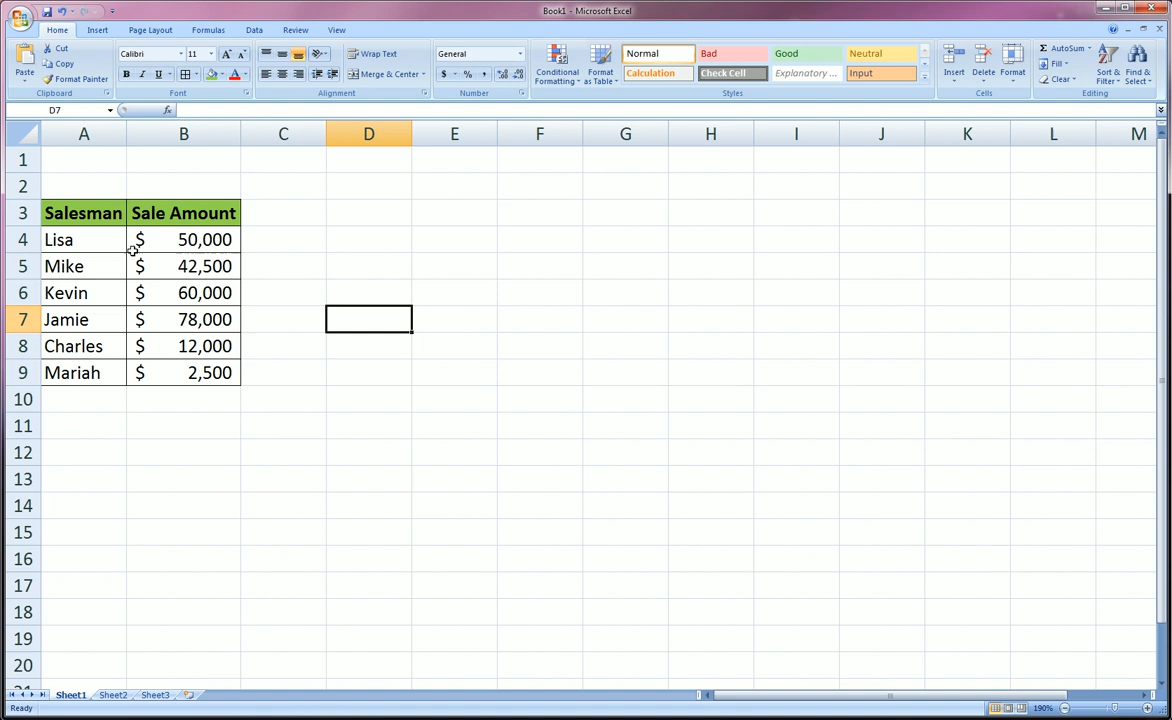 Book1 - Microsoft Excel
Home Insert Page Layout Formulas Data Review View
Paste Cut Calibri 11 Wrap Text General Conditional Formatting Format as Table Normal Bad Good Neutral Insert Delete Format AutoSum Sort & Filter Find & Select
Copy Fill
Format Painter B I U A Merge & Center $ % , Calculation Check Cell Explanatory ... Input Clear
Clipboard Font Alignment Number Styles Cells Editing
D7 fx
A B C D E F G H I J K L M
1
2
3 Salesman Sale Amount
4 Lisa $ 50,000
5 Mike $ 42,500
6 Kevin $ 60,000
7 Jamie $ 78,000
8 Charles $ 12,000
9 Mariah $ 2,500
10
11
12
13
14
15
16
17
18
19
20
Sheet1 Sheet2 Sheet3
Ready 190%